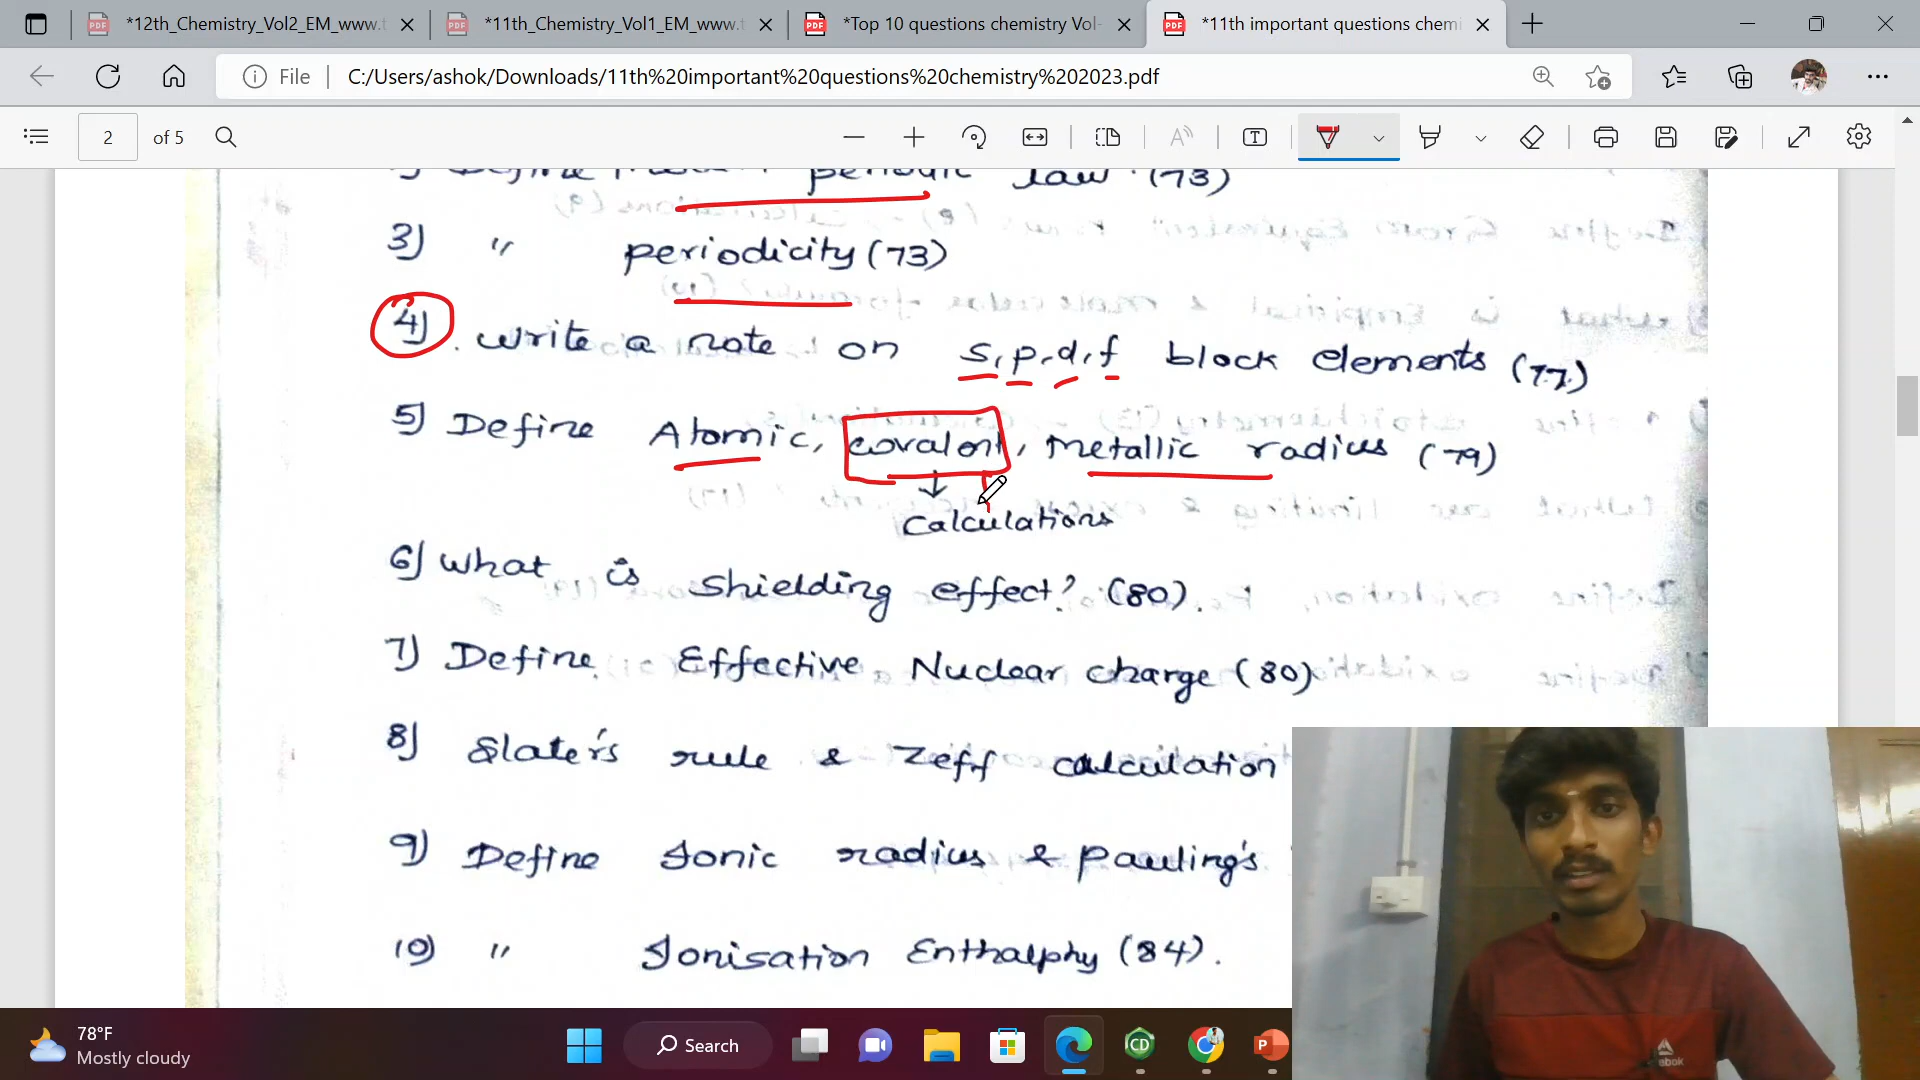 *12th_Chemistry_Vol2_EM_www.t
*11th_Chemistry_Vol1_EM_www.t
*Top 10 questions chemistry Vol-
*11th important questions chemi
File
C:/Users/ashok/Downloads/11th%20important%20questions%20chemistry%202023.pdf
2 of 5
periodic law (73)
3) " periodicity (73)
4) Write a note on s, p, d, f block elements (77)
5) Define Atomic, Covalent, Metallic radius (79)
Calculations
6) What is Shielding effect? (80).
7) Define Effective Nuclear charge (80)
8) Slater's rule & Zeff calculation
9) Define Ionic radius & Pauling's
10) " Ionisation Enthalphy (84).
78°F
Mostly cloudy
Search